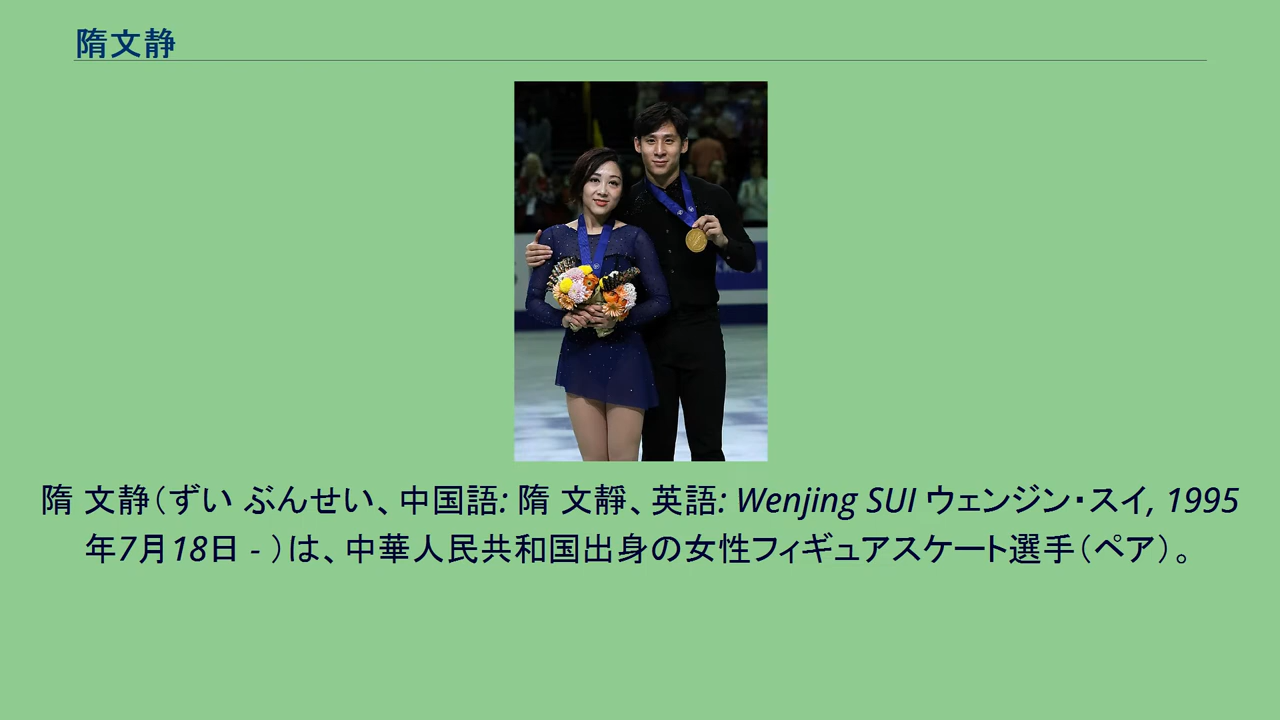 隋文静
隋 文静（ずい ぶんせい、中国語: 隋 文靜、英語: Wenjing SUI ウェンジン・スイ, 1995
年7月18日 - ）は、中華人民共和国出身の女性フィギュアスケート選手（ペア）。